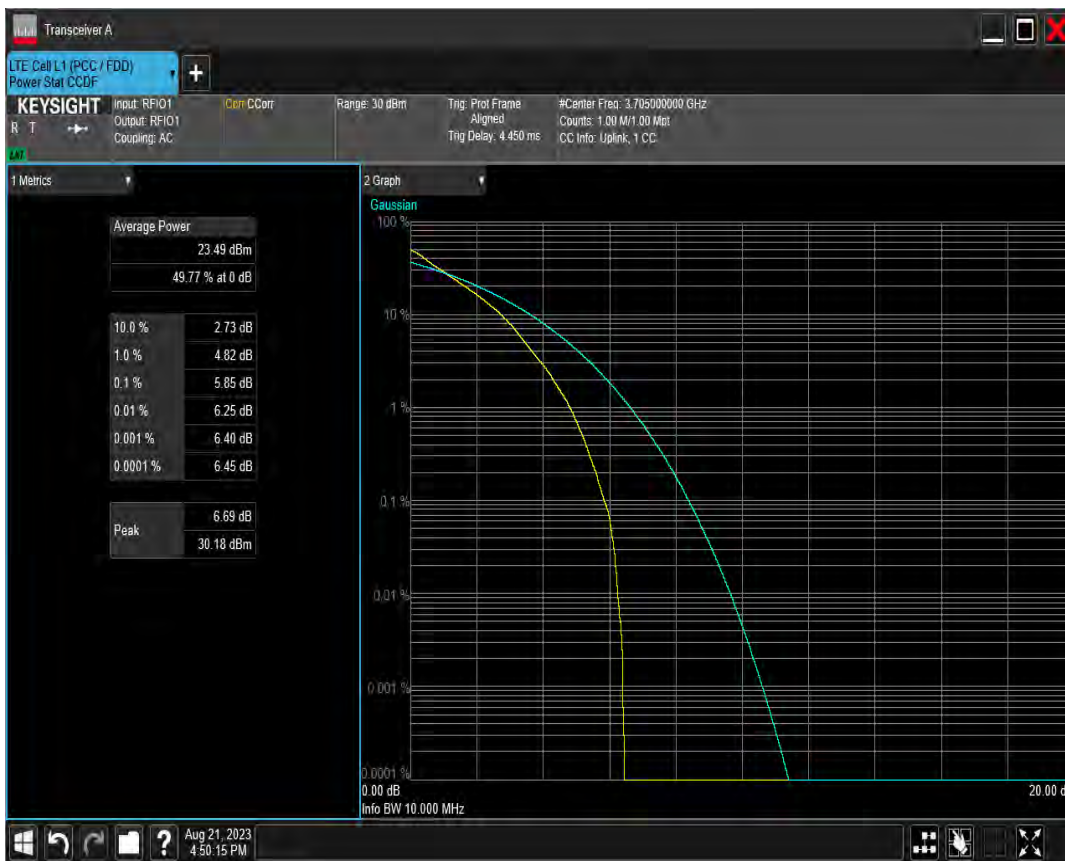 Transceiver A
LTE Cell L1 (PCC / FDD)
Power Stat CCDF
+
KEYSIGHT
R T
LXI
Input: RFIO1
Output: RFIO1
Coupling: AC
Corr CCorr
Range: 30 dBm
Trig: Prot Frame
Aligned
Trig Delay: 4.450 ms
#Center Freq: 3.705000000 GHz
Counts: 1.00 M/1.00 Mpt
CC Info: Uplink, 1 CC
1 Metrics
Average Power
23.49 dBm
49.77 % at 0 dB
10.0 % 2.73 dB
1.0 % 4.82 dB
0.1 % 5.85 dB
0.01 % 6.25 dB
0.001 % 6.40 dB
0.0001 % 6.45 dB
Peak
6.69 dB
30.18 dBm
2 Graph
Gaussian
100 %
10 %
1 %
0.1 %
0.01 %
0.001 %
0.0001 %
0.00 dB 20.00 d
Info BW 10.000 MHz
?
Aug 21, 2023
4:50:15 PM